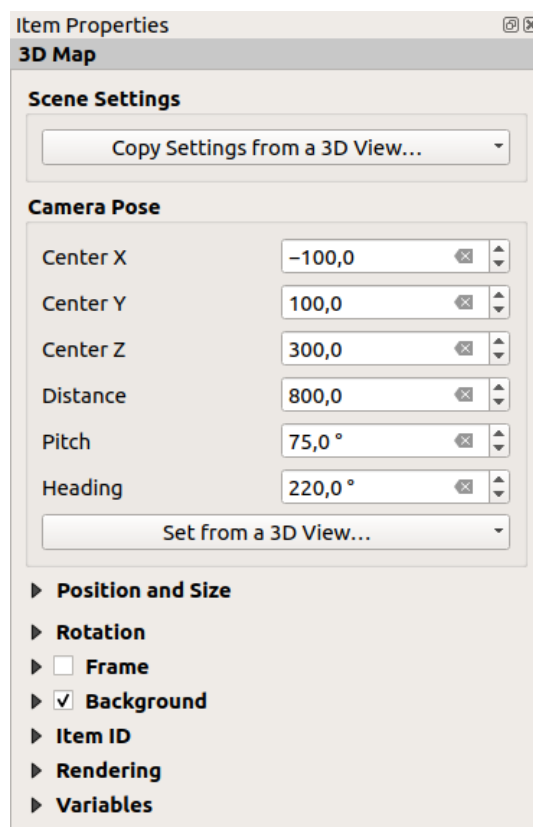 Item Properties
3D Map
Scene Settings
Copy Settings from a 3D View...
Camera Pose
Center X −100,0
Center Y 100,0
Center Z 300,0
Distance 800,0
Pitch 75,0 °
Heading 220,0 °
Set from a 3D View...
Position and Size
Rotation
Frame
Background
Item ID
Rendering
Variables